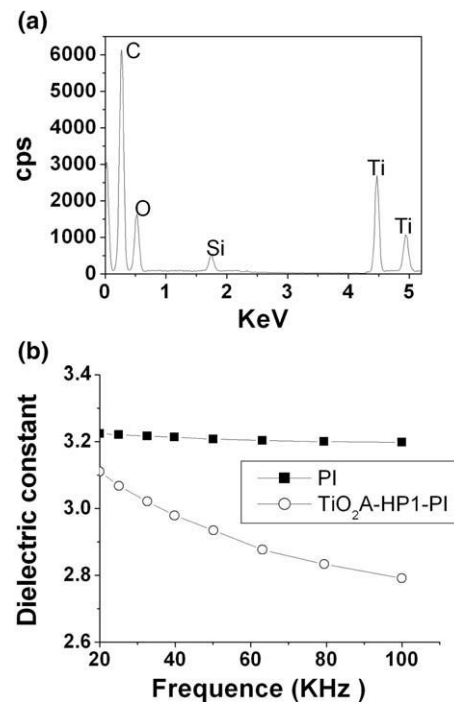 (a)
6000
5000
4000
3000
2000
1000
0
cps
C
O
Si
Ti
Ti
0 1 2 3 4 5
KeV
(b)
3.4
3.2
3.0
2.8
2.6
Dielectric constant
PI
TiO₂A-HP1-PI
20 40 60 80 100
Frequence (KHz )